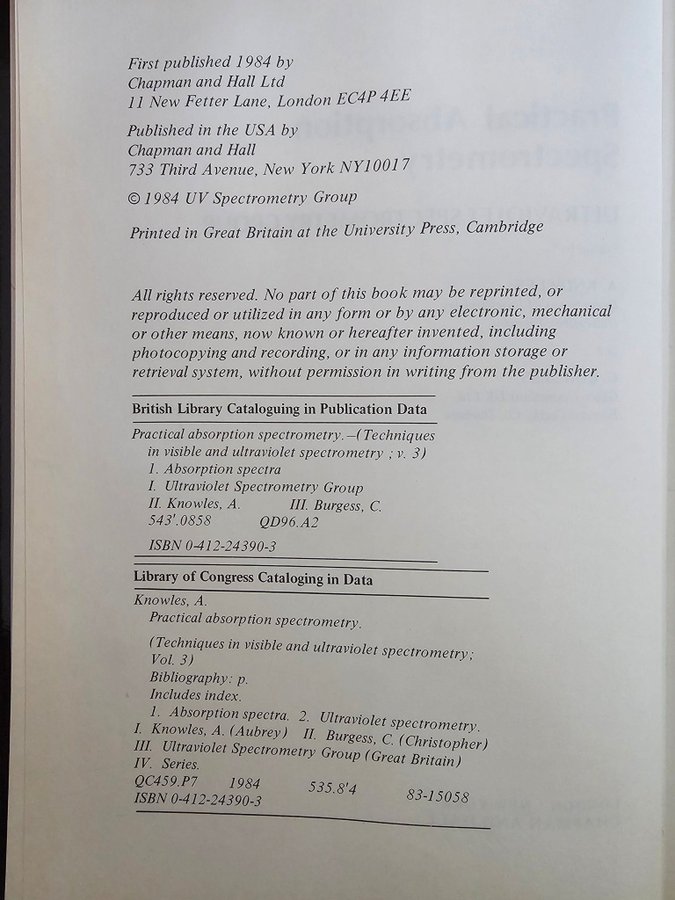 First published 1984 by
Chapman and Hall Ltd
11 New Fetter Lane, London EC4P 4EE
Published in the USA by
Chapman and Hall
733 Third Avenue, New York NY10017
© 1984 UV Spectrometry Group
Printed in Great Britain at the University Press, Cambridge
All rights reserved. No part of this book may be reprinted, or
reproduced or utilized in any form or by any electronic, mechanical
or other means, now known or hereafter invented, including
photocopying and recording, or in any information storage or
retrieval system, without permission in writing from the publisher.
British Library Cataloguing in Publication Data
Practical absorption spectrometry.—(Techniques
in visible and ultraviolet spectrometry ; v. 3)
1. Absorption spectra
I. Ultraviolet Spectrometry Group
II. Knowles, A. III. Burgess, C.
543'.0858 QD96.A2
ISBN 0-412-24390-3
Library of Congress Cataloging in Data
Knowles, A.
Practical absorption spectrometry.
(Techniques in visible and ultraviolet spectrometry;
Vol. 3)
Bibliography: p.
Includes index.
1. Absorption spectra. 2. Ultraviolet spectrometry.
I. Knowles, A. (Aubrey) II. Burgess, C. (Christopher)
III. Ultraviolet Spectrometry Group (Great Britain)
IV. Series.
QC459.P7 1984 535.8'4 83-15058
ISBN 0-412-24390-3